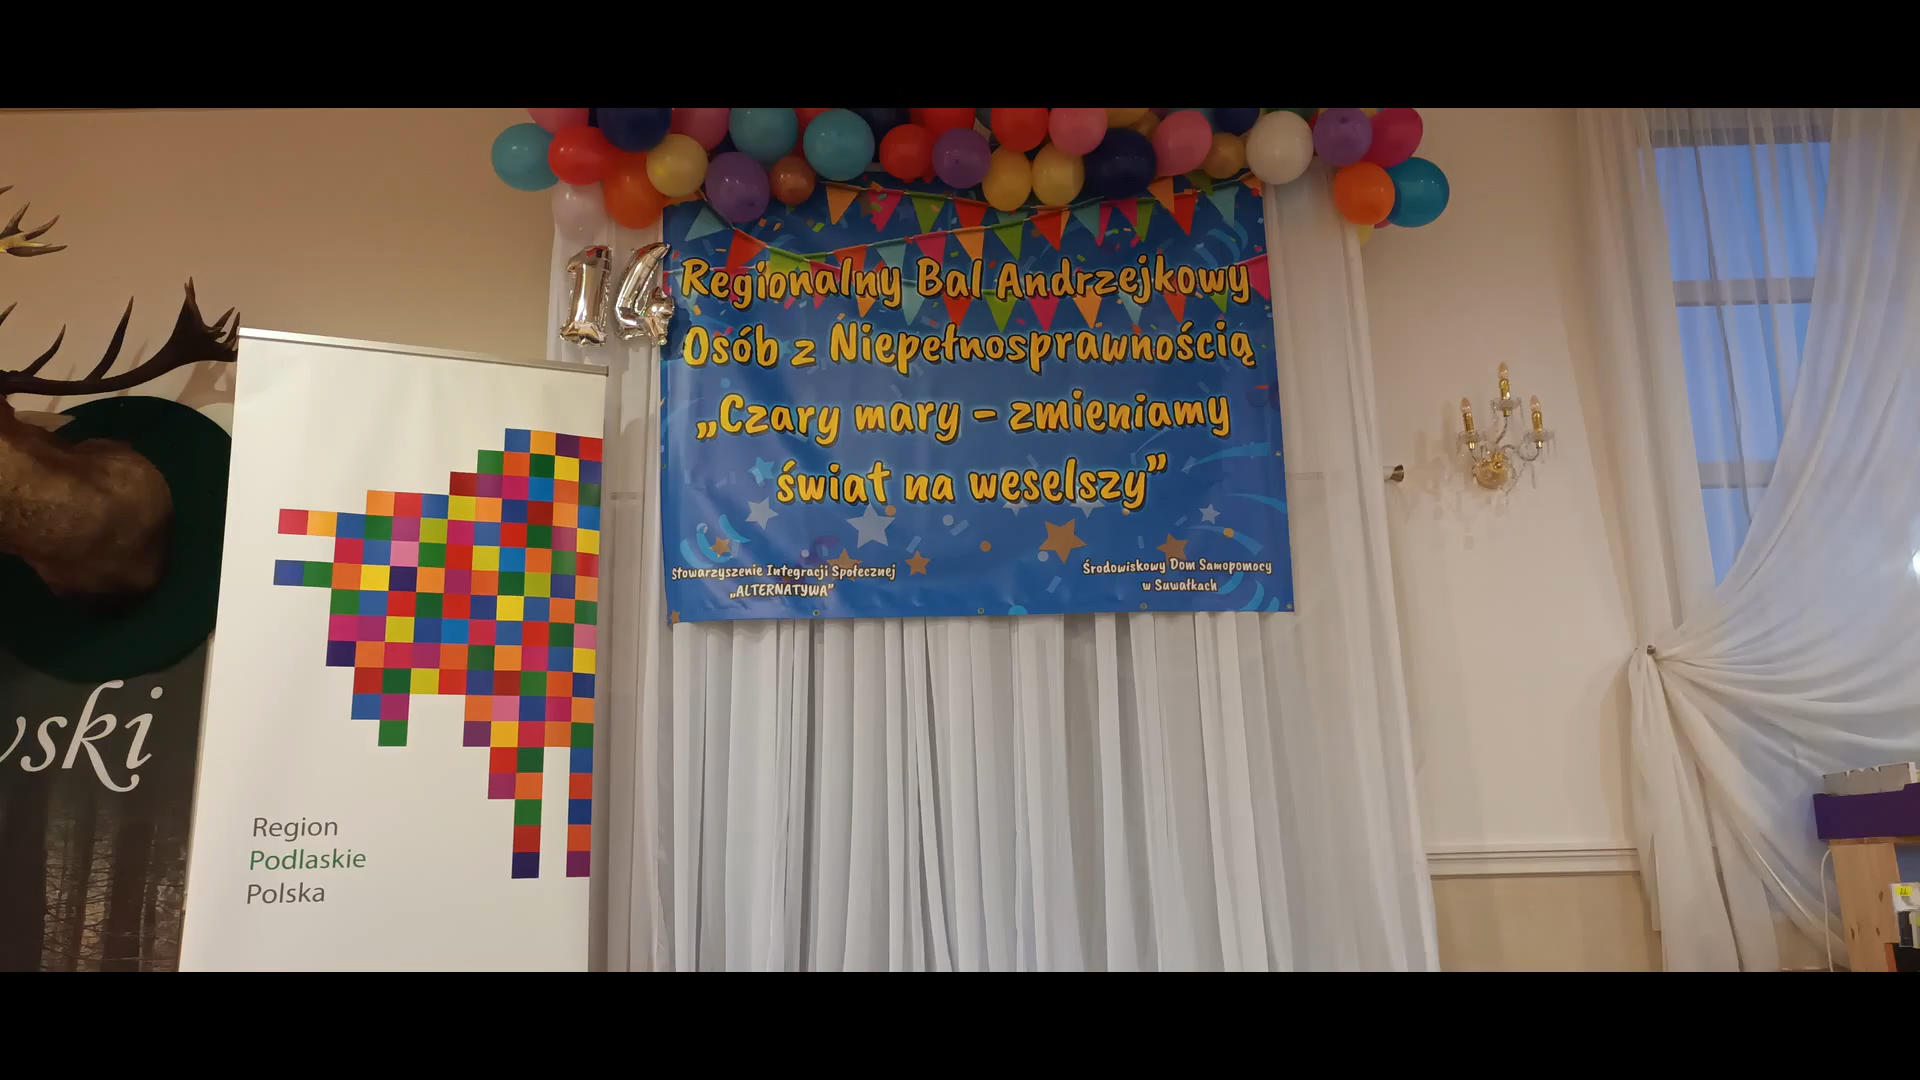 14
Regionalny Bal Andrzejkowy
Osób z Niepełnosprawnością
„Czary mary - zmieniamy
świat na weselszy”
Stowarzyszenie Integracji Społecznej
„ALTERNATYWA”
Środowiskowy Dom Samopomocy
w Suwałkach
Region
Podlaskie
Polska